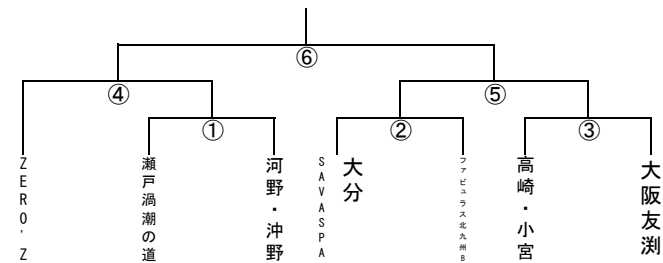 ⑥
④
⑤
①
②
③
ZERO'Z
瀬戸渦潮の道
河野・沖野
大分
SAVASPA
ファビュラス北九州B
高崎・小宮
大阪友渕